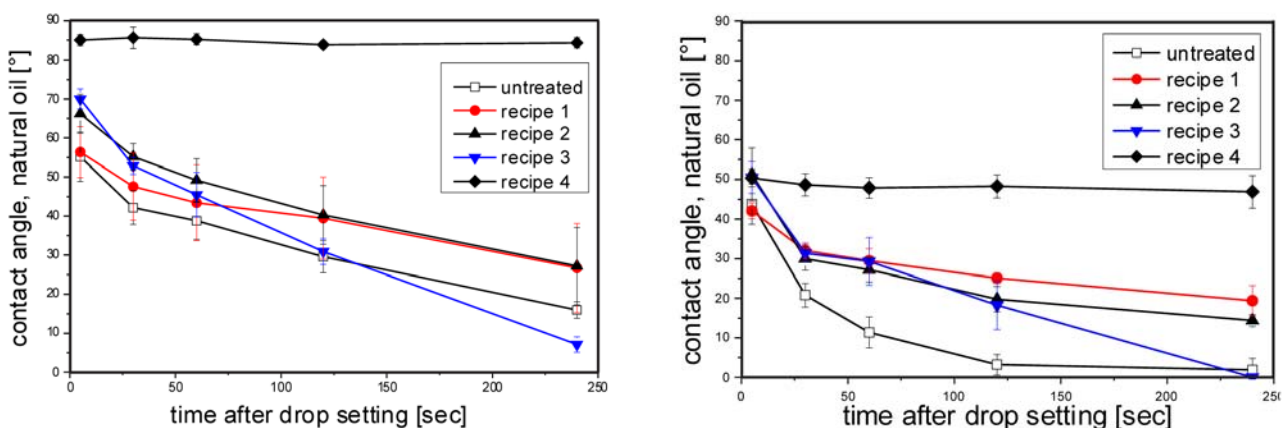 contact angle, natural oil [°]
90
80
70
60
50
40
30
20
10
0
untreated
recipe 1
recipe 2
recipe 3
recipe 4
0
50
100
150
200
250
time after drop setting [sec]
contact angle, natural oil [°]
90
80
70
60
50
40
30
20
10
0
untreated
recipe 1
recipe 2
recipe 3
recipe 4
0
50
100
150
200
250
time after drop setting [sec]